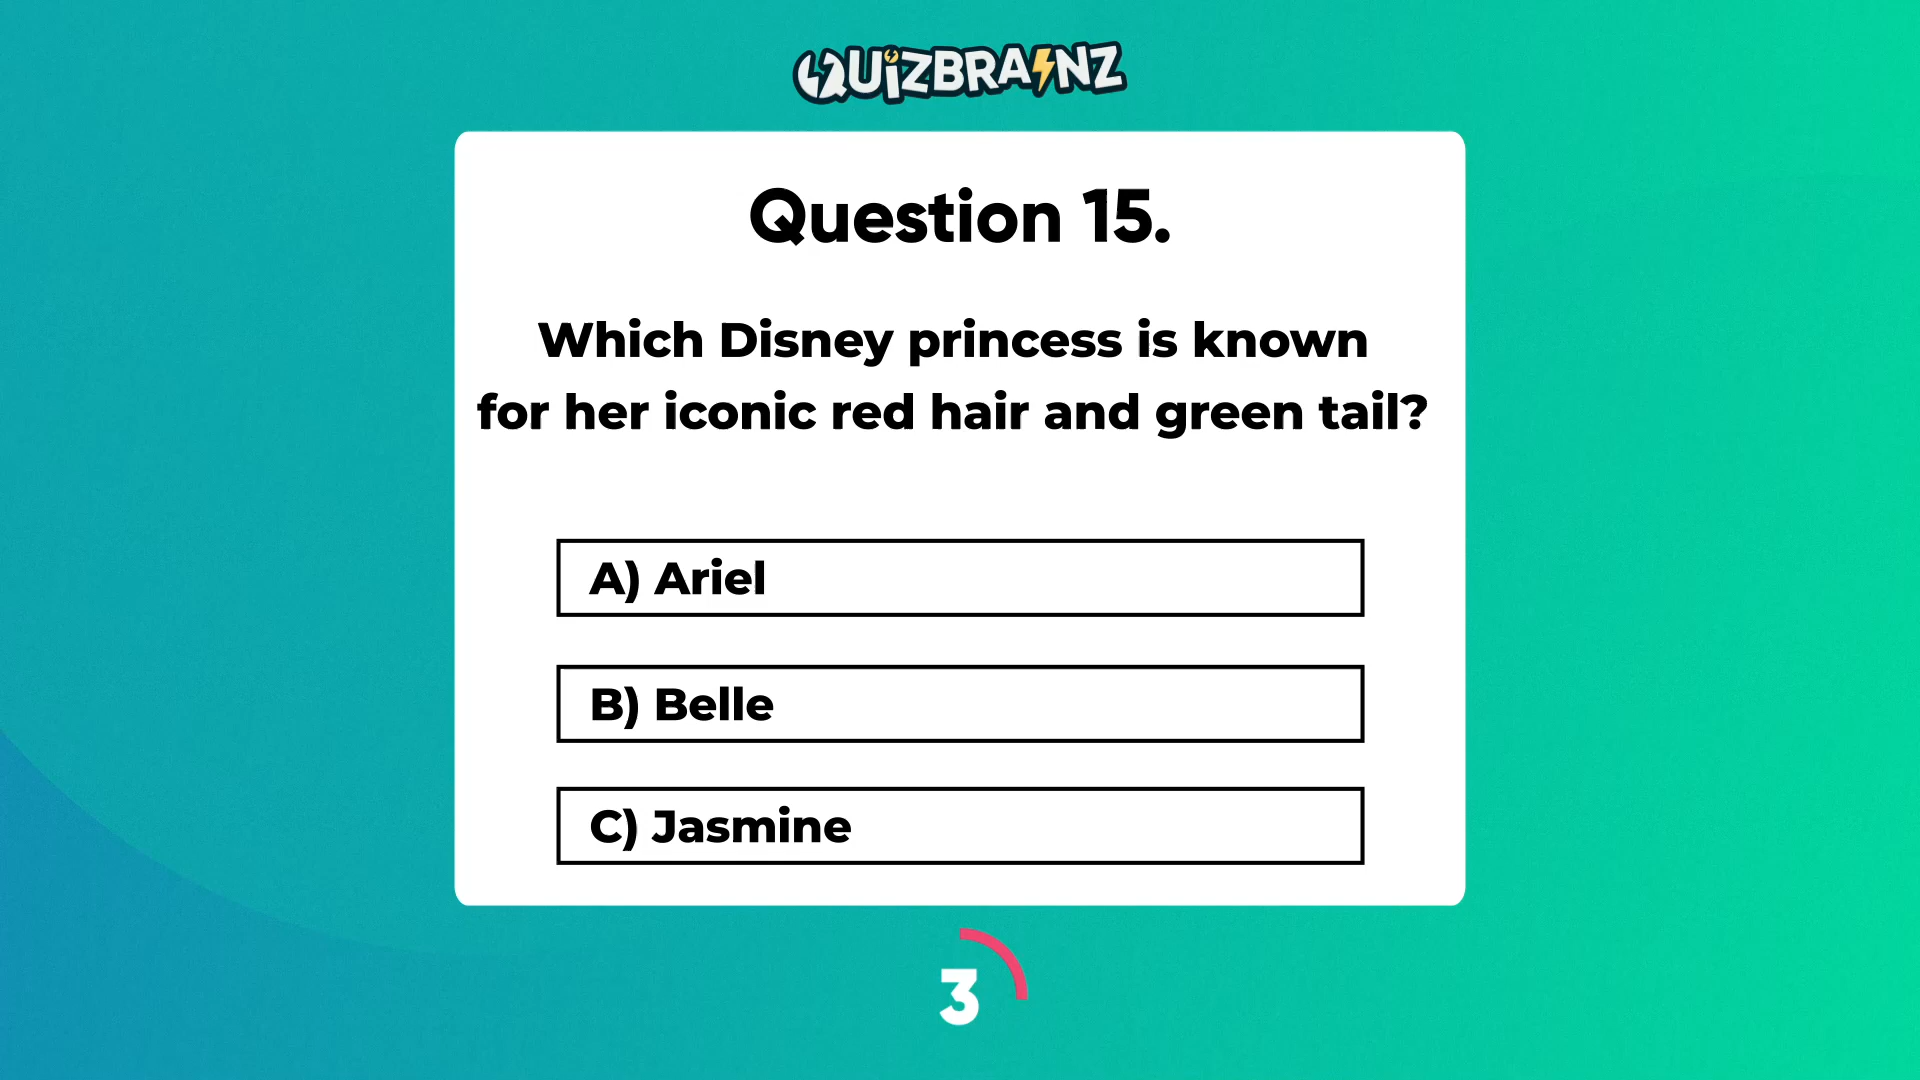 QUiZBRAiNZ
Question 15.
Which Disney princess is known
for her iconic red hair and green tail?
A) Ariel
B) Belle
C) Jasmine
3